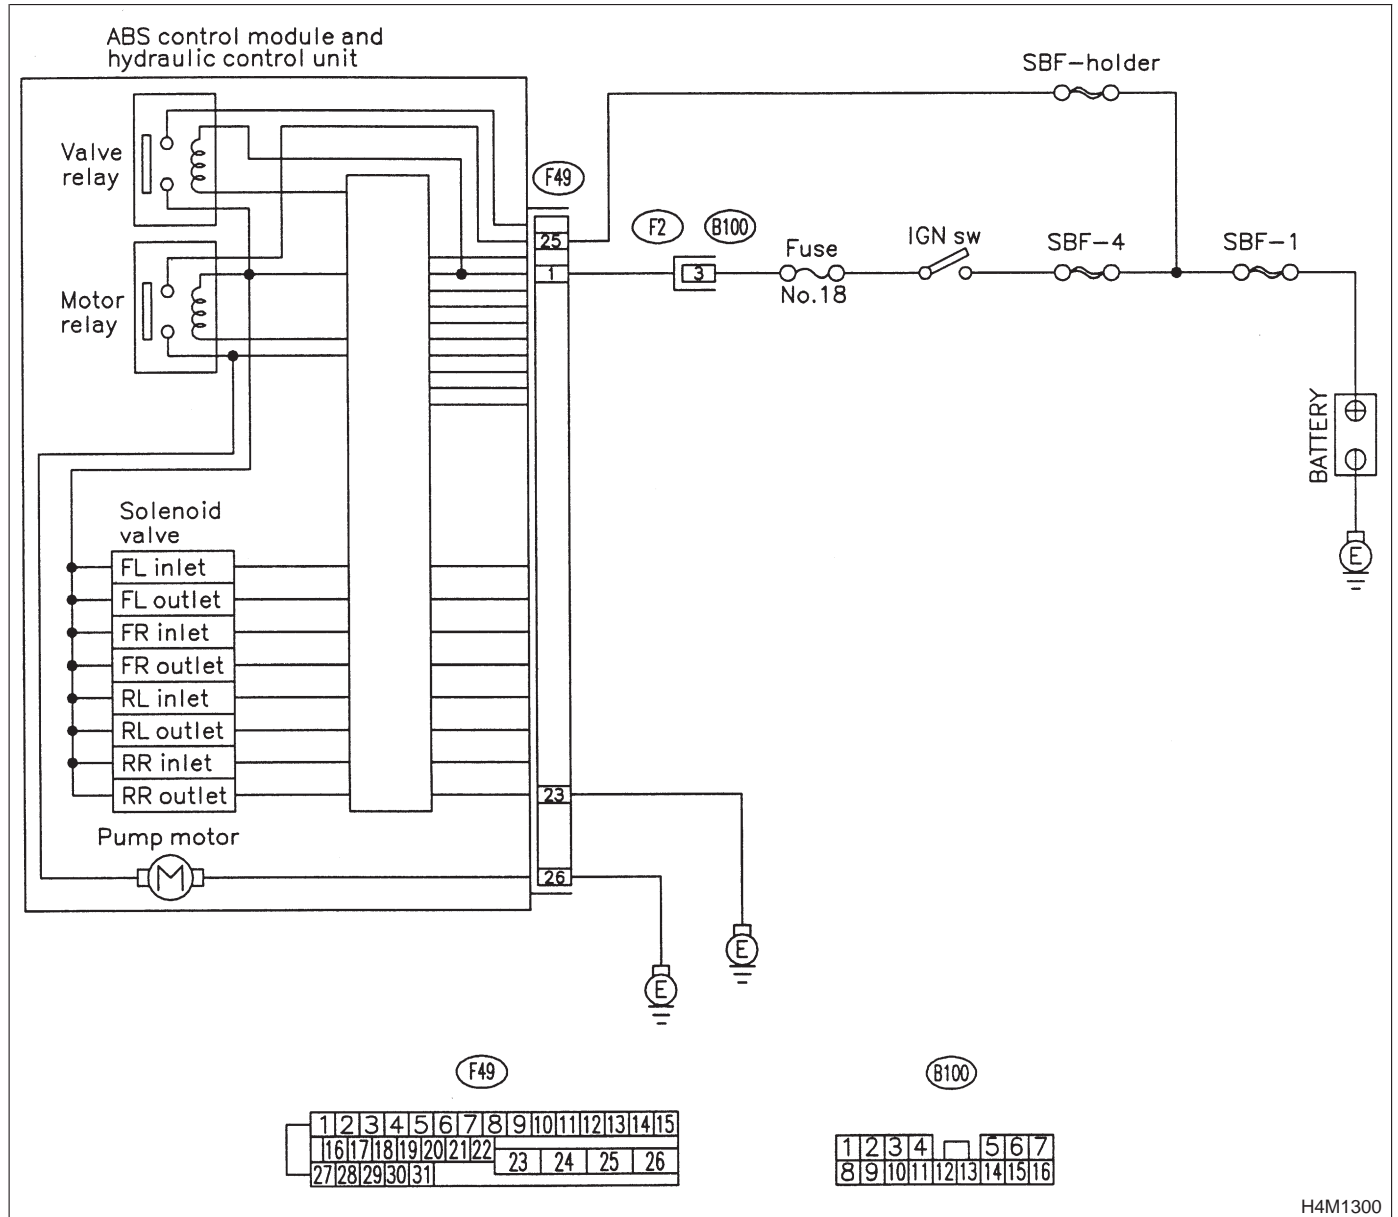 ABS control module and
hydraulic control unit
SBF-holder
Valve
relay
F49
25
F2
B100
Fuse
No.18
IGN sw
SBF-4
SBF-1
1
3
Motor
relay
BATTERY
E
Solenoid
valve
FL inlet
FL outlet
FR inlet
FR outlet
RL inlet
RL outlet
RR inlet
RR outlet
23
Pump motor
M
26
E
E
F49
1 2 3 4 5 6 7 8 9 10 11 12 13 14 15
16 17 18 19 20 21 22
23 24 25 26
27 28 29 30 31
B100
1 2 3 4 5 6 7
8 9 10 11 12 13 14 15 16
H4M1300